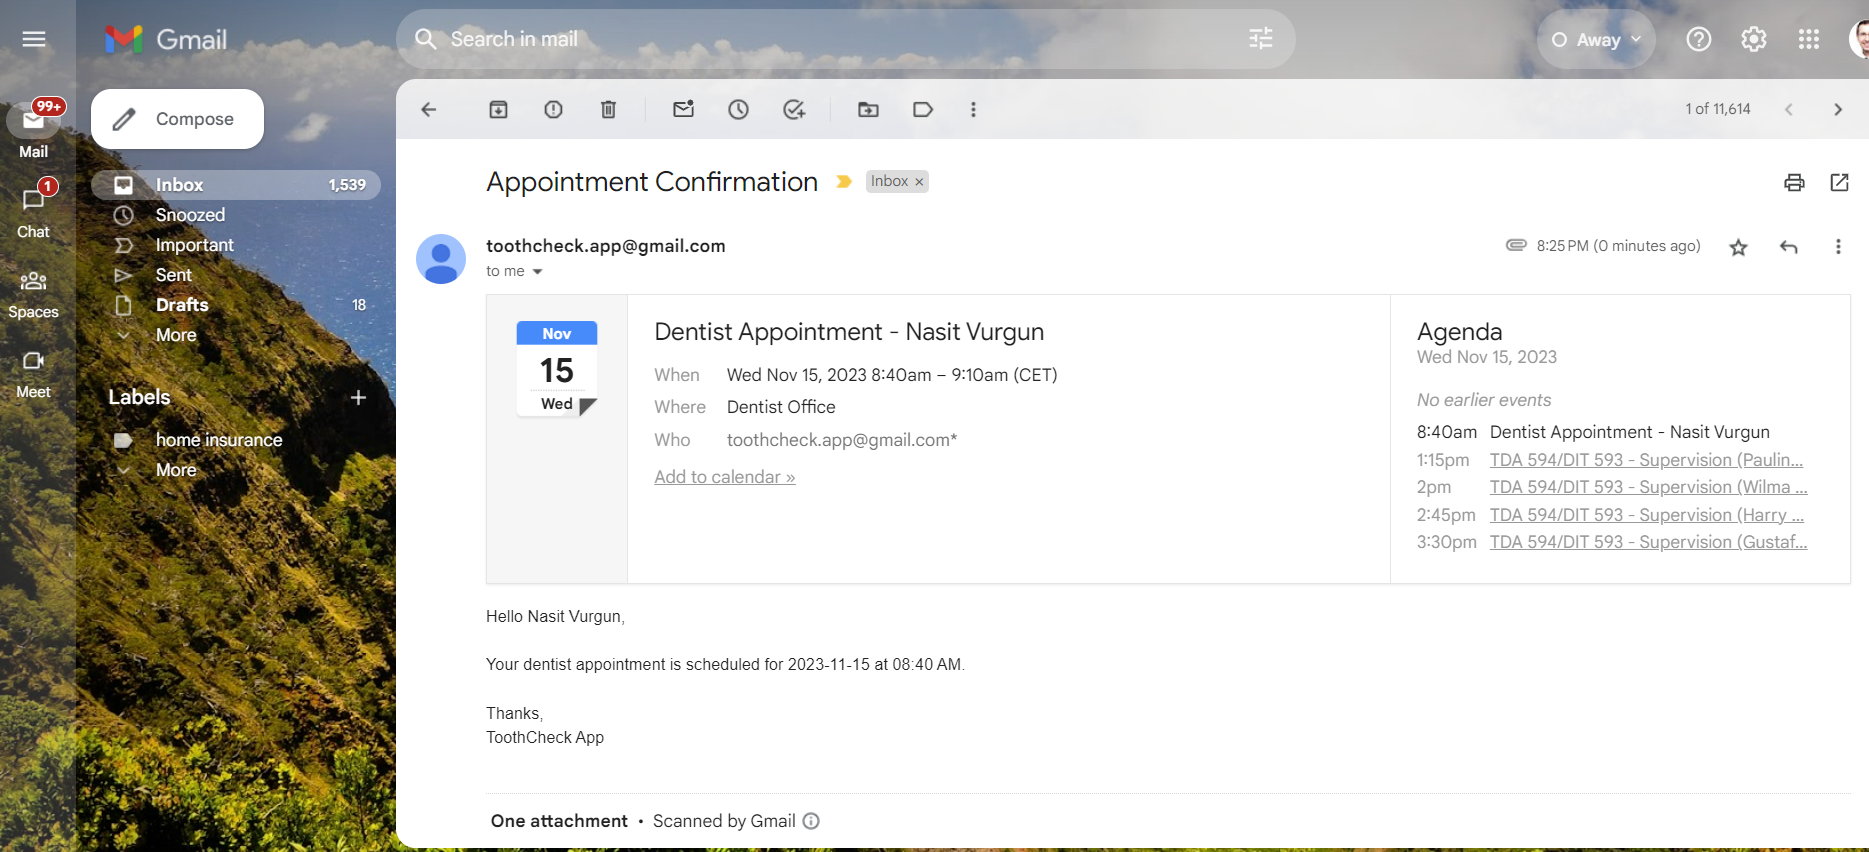 Gmail
Search in mail
Away
99+
Mail
1
Chat
Spaces
Meet
Compose
Inbox 1,539
Snoozed
Important
Sent
Drafts 18
More
Labels
home insurance
More
1 of 11,614
Appointment Confirmation Inbox ×
toothcheck.app@gmail.com 8:25 PM (0 minutes ago)
to me
Nov
15
Wed
Dentist Appointment - Nasit Vurgun
When Wed Nov 15, 2023 8:40am – 9:10am (CET)
Where Dentist Office
Who toothcheck.app@gmail.com*
Add to calendar »
Agenda
Wed Nov 15, 2023
No earlier events
8:40am Dentist Appointment - Nasit Vurgun
1:15pm TDA 594/DIT 593 - Supervision (Paulin...
2pm TDA 594/DIT 593 - Supervision (Wilma ...
2:45pm TDA 594/DIT 593 - Supervision (Harry ...
3:30pm TDA 594/DIT 593 - Supervision (Gustaf...
Hello Nasit Vurgun,
Your dentist appointment is scheduled for 2023-11-15 at 08:40 AM.
Thanks,
ToothCheck App
One attachment • Scanned by Gmail